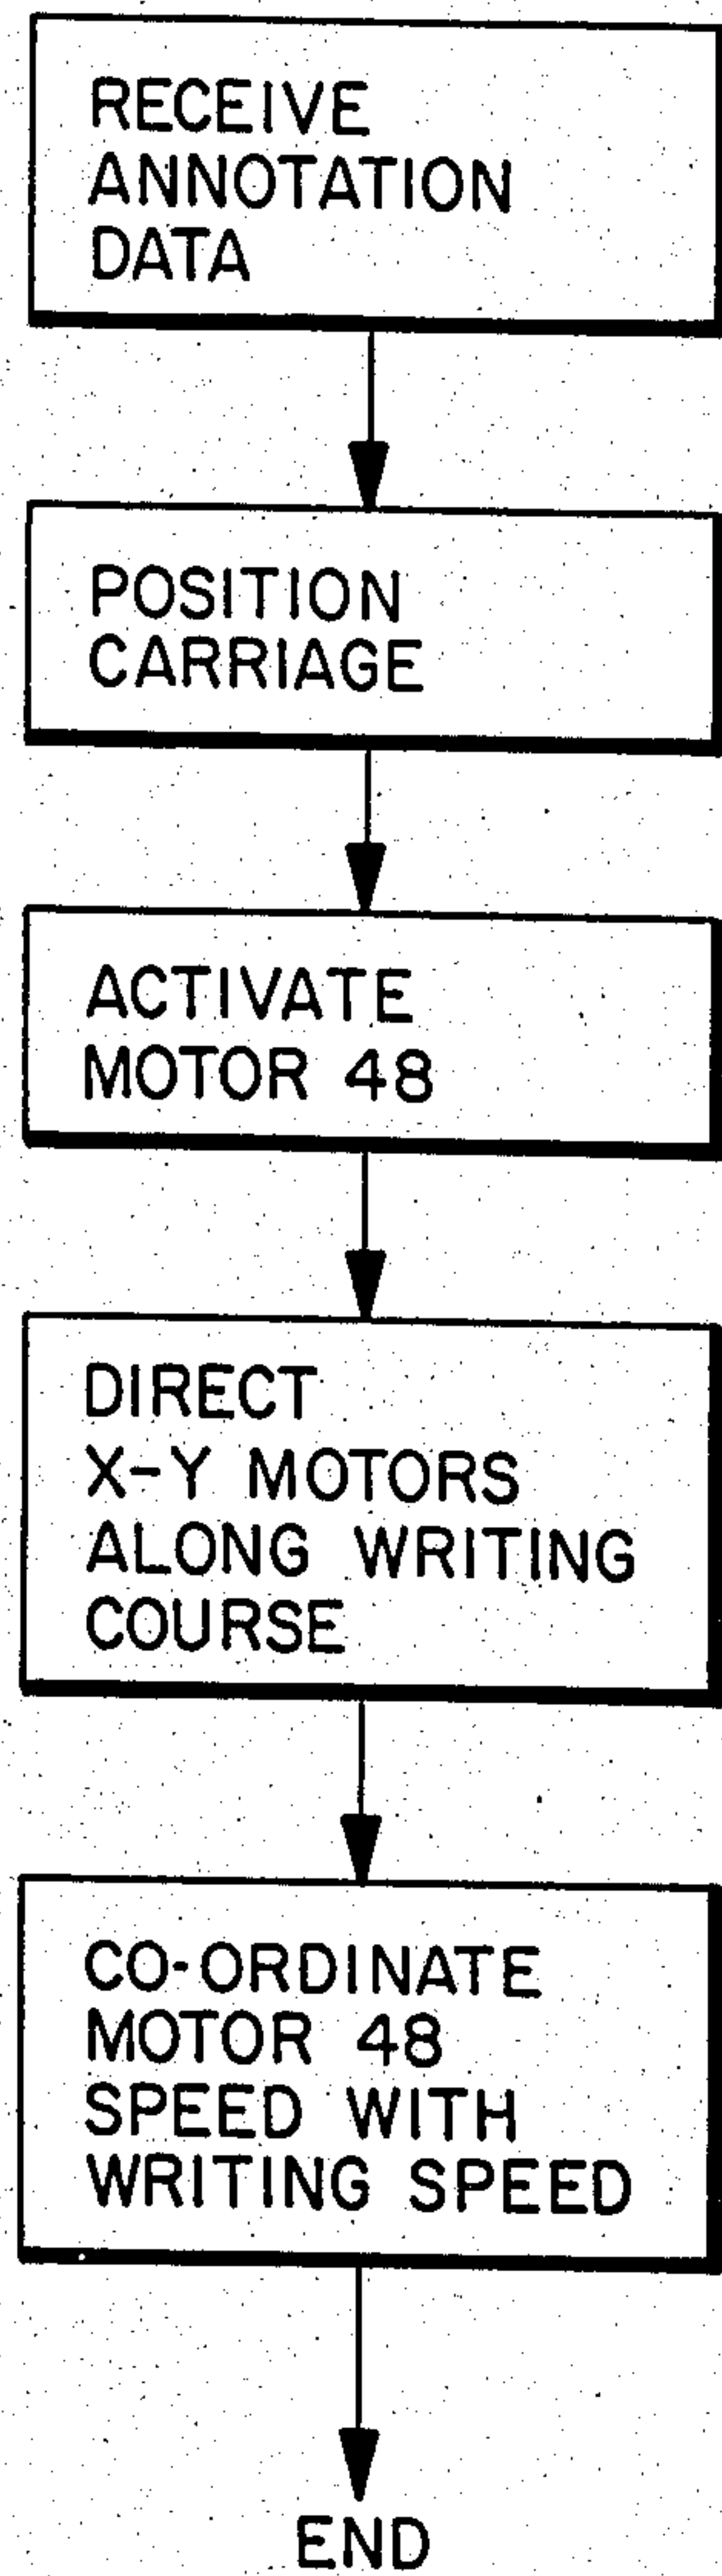 RECEIVE
ANNOTATION
DATA
POSITION
CARRIAGE
ACTIVATE
MOTOR 48
DIRECT
X-Y MOTORS
ALONG WRITING
COURSE
CO-ORDINATE
MOTOR 48
SPEED WITH
WRITING SPEED
END